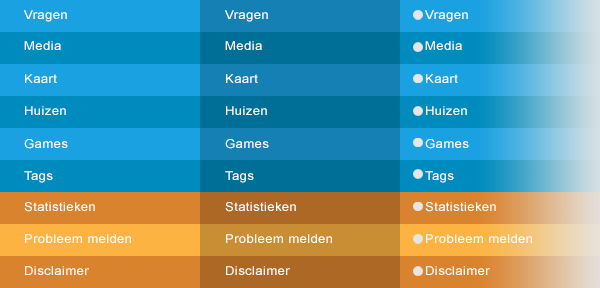 Vragen Vragen Vragen
Media Media Media
Kaart Kaart Kaart
Huizen Huizen Huizen
Games Games Games
Tags Tags Tags
Statistieken Statistieken Statistieken
Probleem melden Probleem melden Probleem melden
Disclaimer Disclaimer Disclaimer